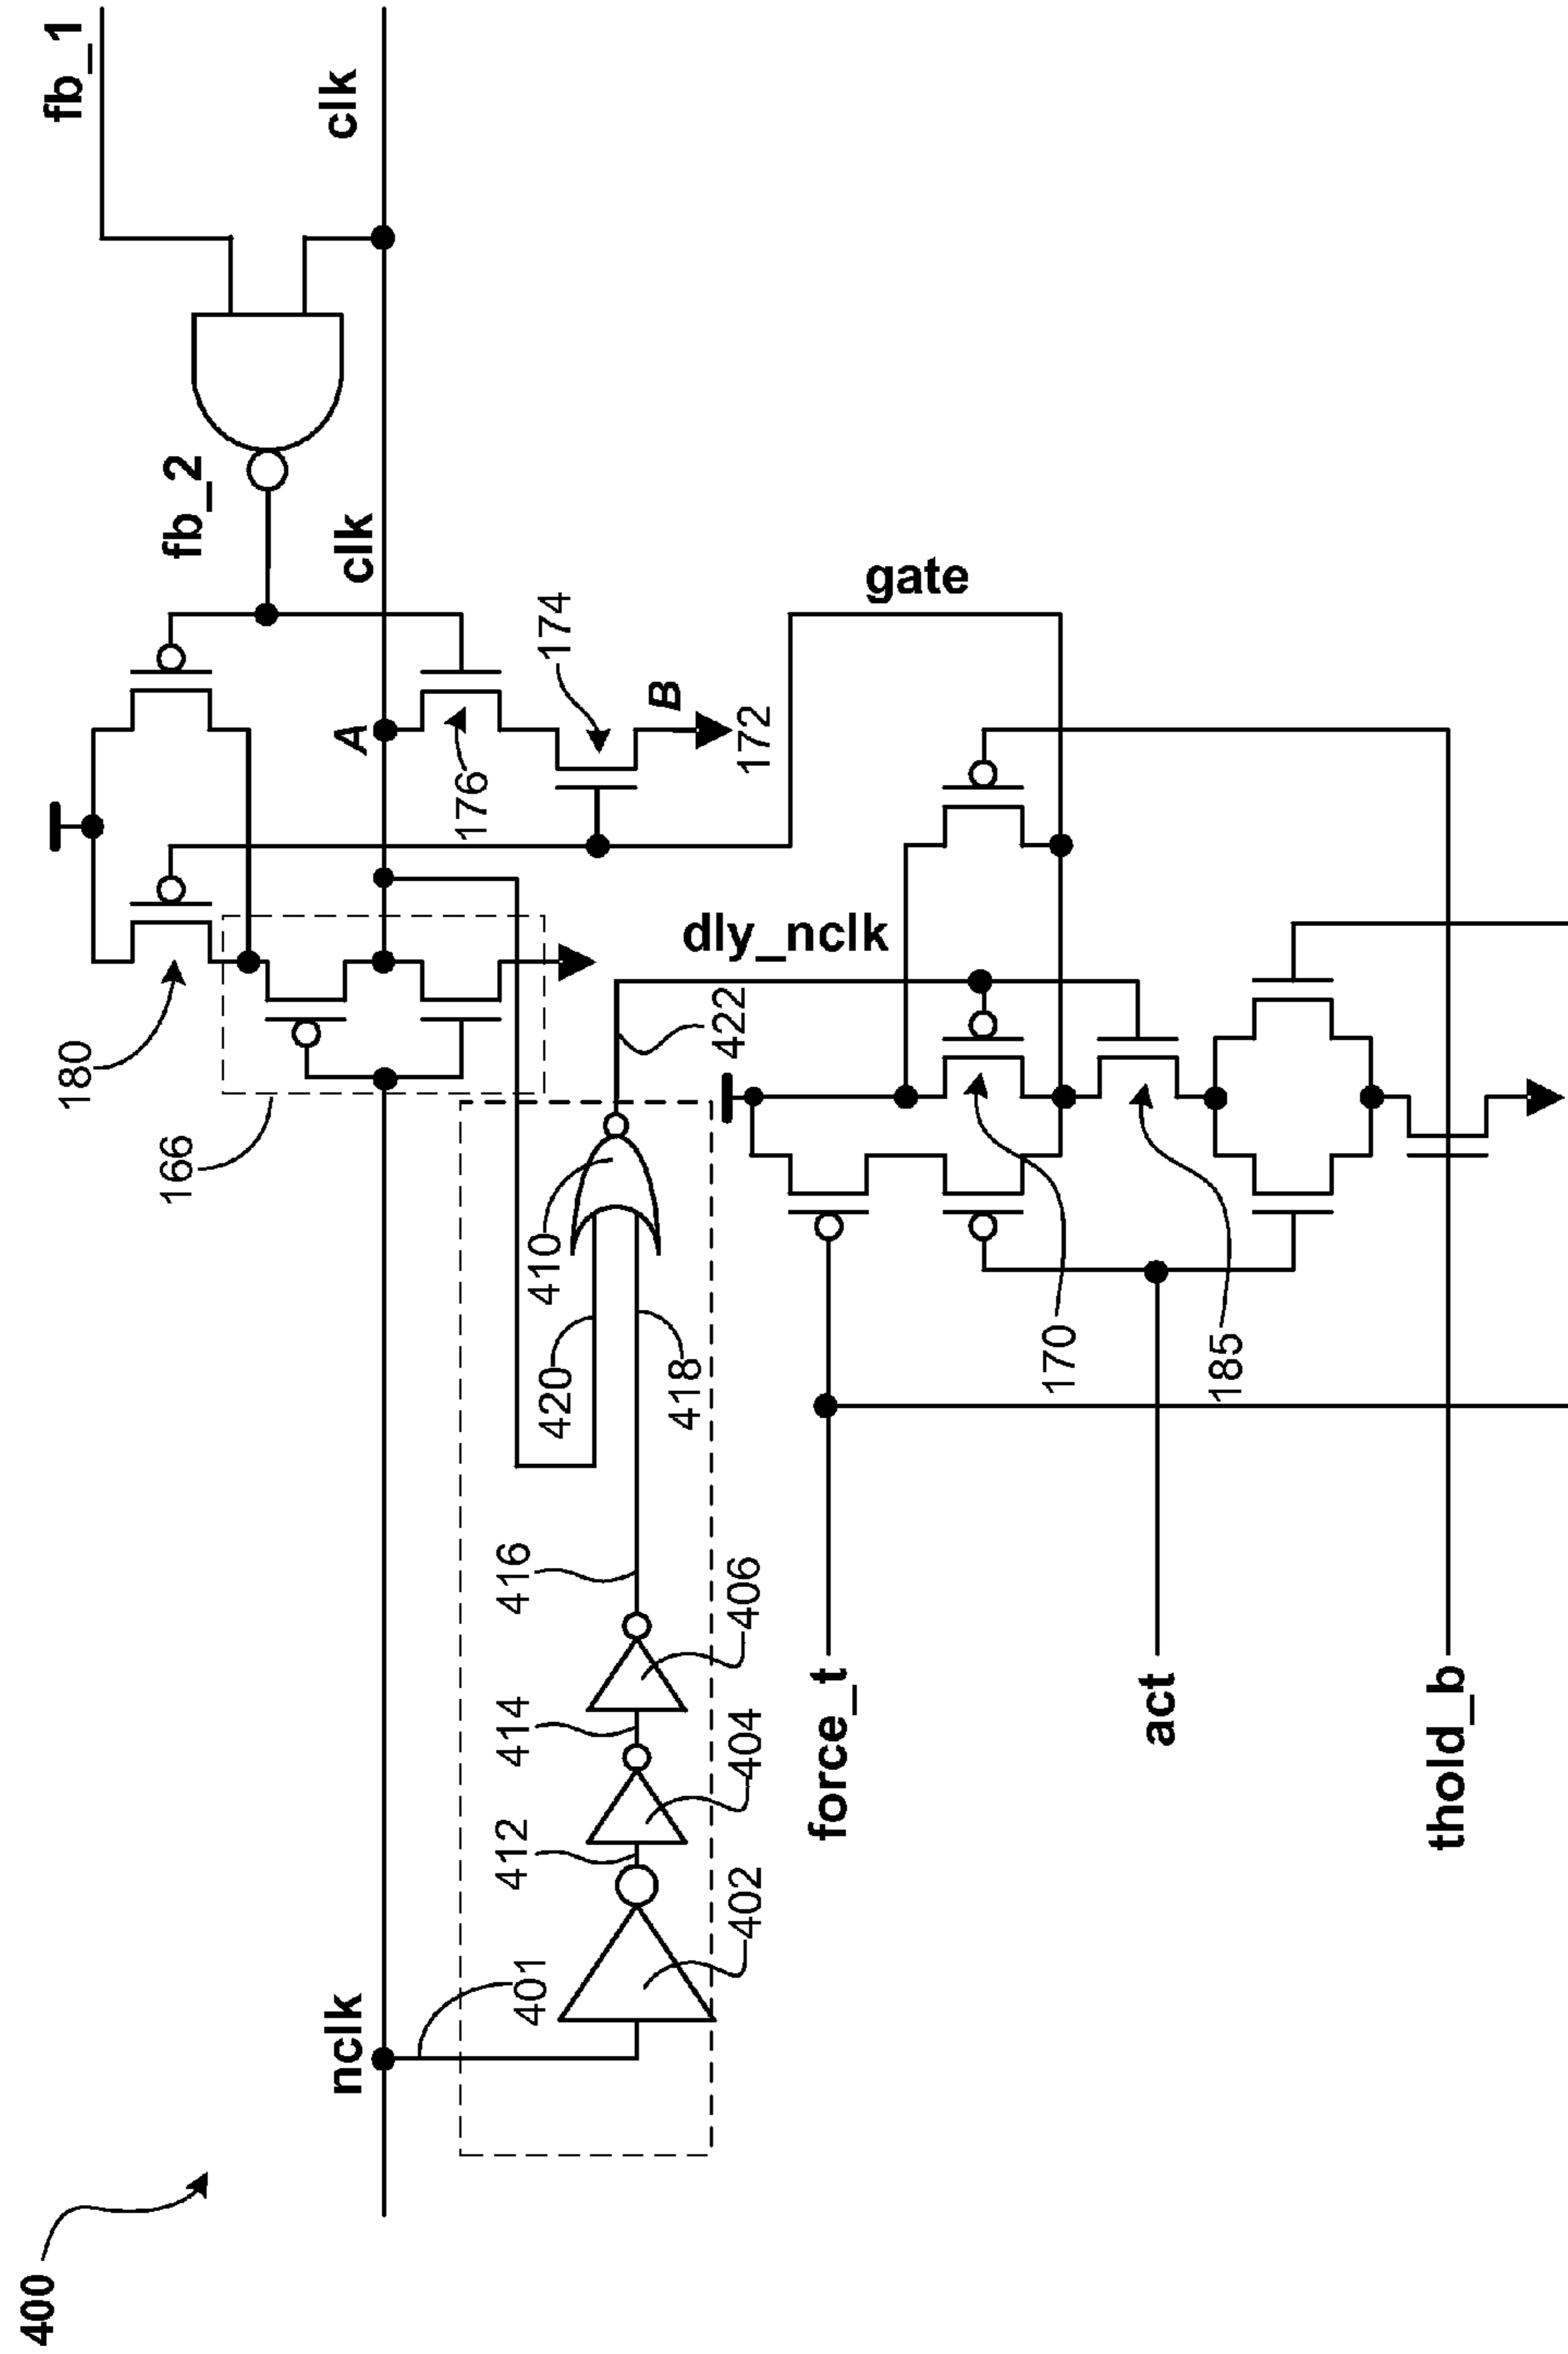 400
nclk
401
402
412
404
414
406
416
418
420
410
422
dly_nclk
166
180
A
clk
176
174
B
172
fb_2
clk
fb_1
gate
170
185
force_t
act
thold_b